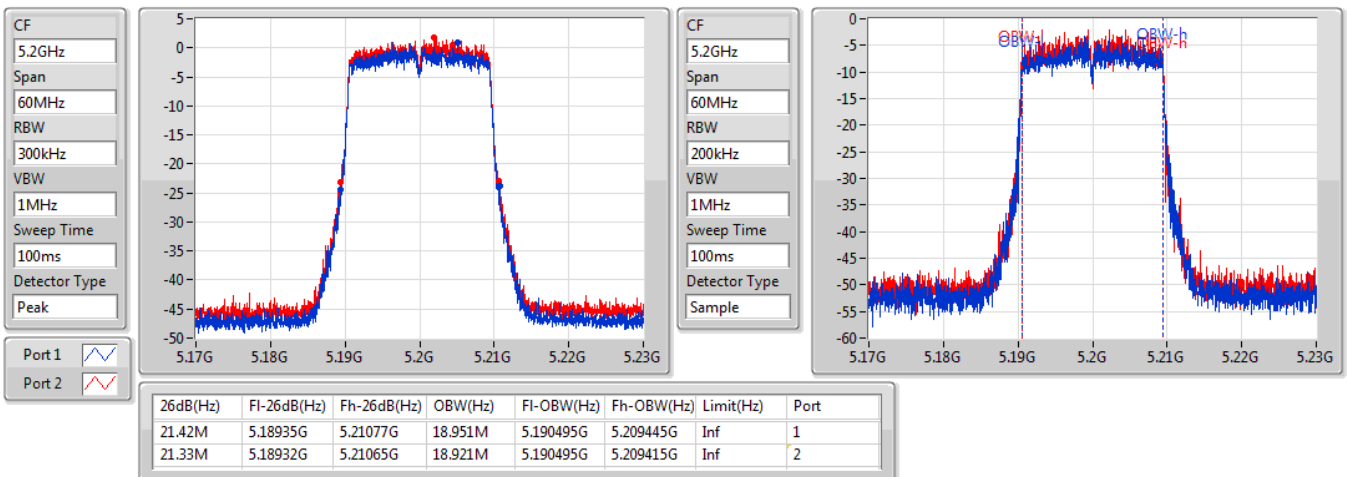 CF
5.2GHz
Span
60MHz
RBW
300kHz
VBW
1MHz
Sweep Time
100ms
Detector Type
Peak
Port 1
Port 2
5
0
-5
-10
-15
-20
-25
-30
-35
-40
-45
-50
5.17G 5.18G 5.19G 5.2G 5.21G 5.22G 5.23G
CF
5.2GHz
Span
60MHz
RBW
200kHz
VBW
1MHz
Sweep Time
100ms
Detector Type
Sample
0
-5
-10
-15
-20
-25
-30
-35
-40
-45
-50
-55
-60
OBW-l
OBW-l
OBW-h
OBW-h
5.17G 5.18G 5.19G 5.2G 5.21G 5.22G 5.23G
26dB(Hz) Fl-26dB(Hz) Fh-26dB(Hz) OBW(Hz) Fl-OBW(Hz) Fh-OBW(Hz) Limit(Hz) Port
21.42M 5.18935G 5.21077G 18.951M 5.190495G 5.209445G Inf 1
21.33M 5.18932G 5.21065G 18.921M 5.190495G 5.209415G Inf 2